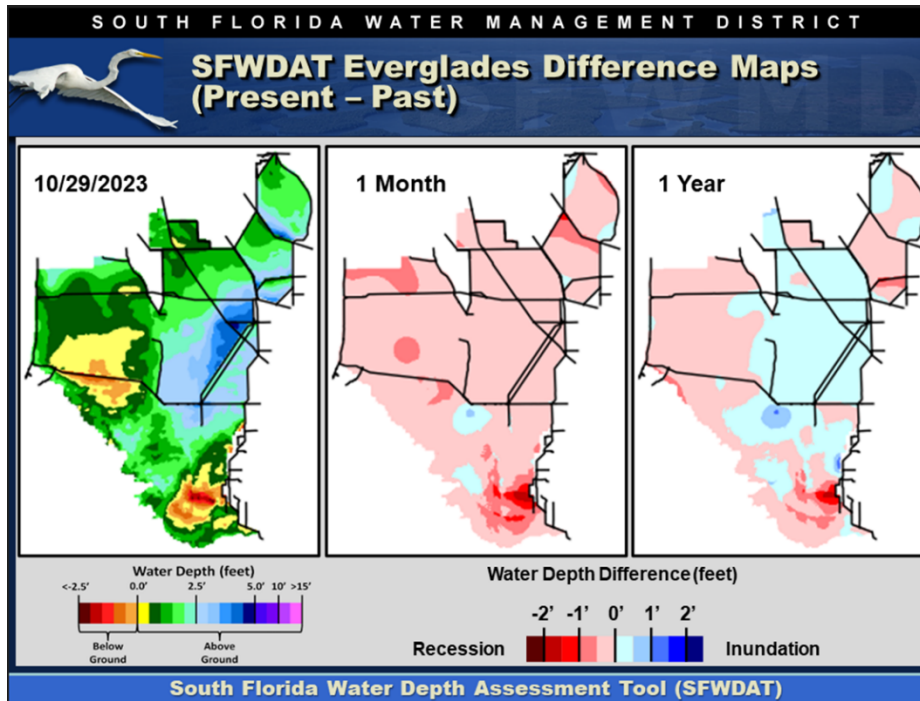 SOUTH FLORIDA WATER MANAGEMENT DISTRICT
SFWDAT Everglades Difference Maps
(Present – Past)
SFWMD
10/29/2023
1 Month
1 Year
Water Depth (feet)
<-2.5' 0.0' 2.5' 5.0' 10' >15'
Below
Ground
Above
Ground
Water Depth Difference (feet)
-2' -1' 0' 1' 2'
Recession
Inundation
South Florida Water Depth Assessment Tool (SFWDAT)